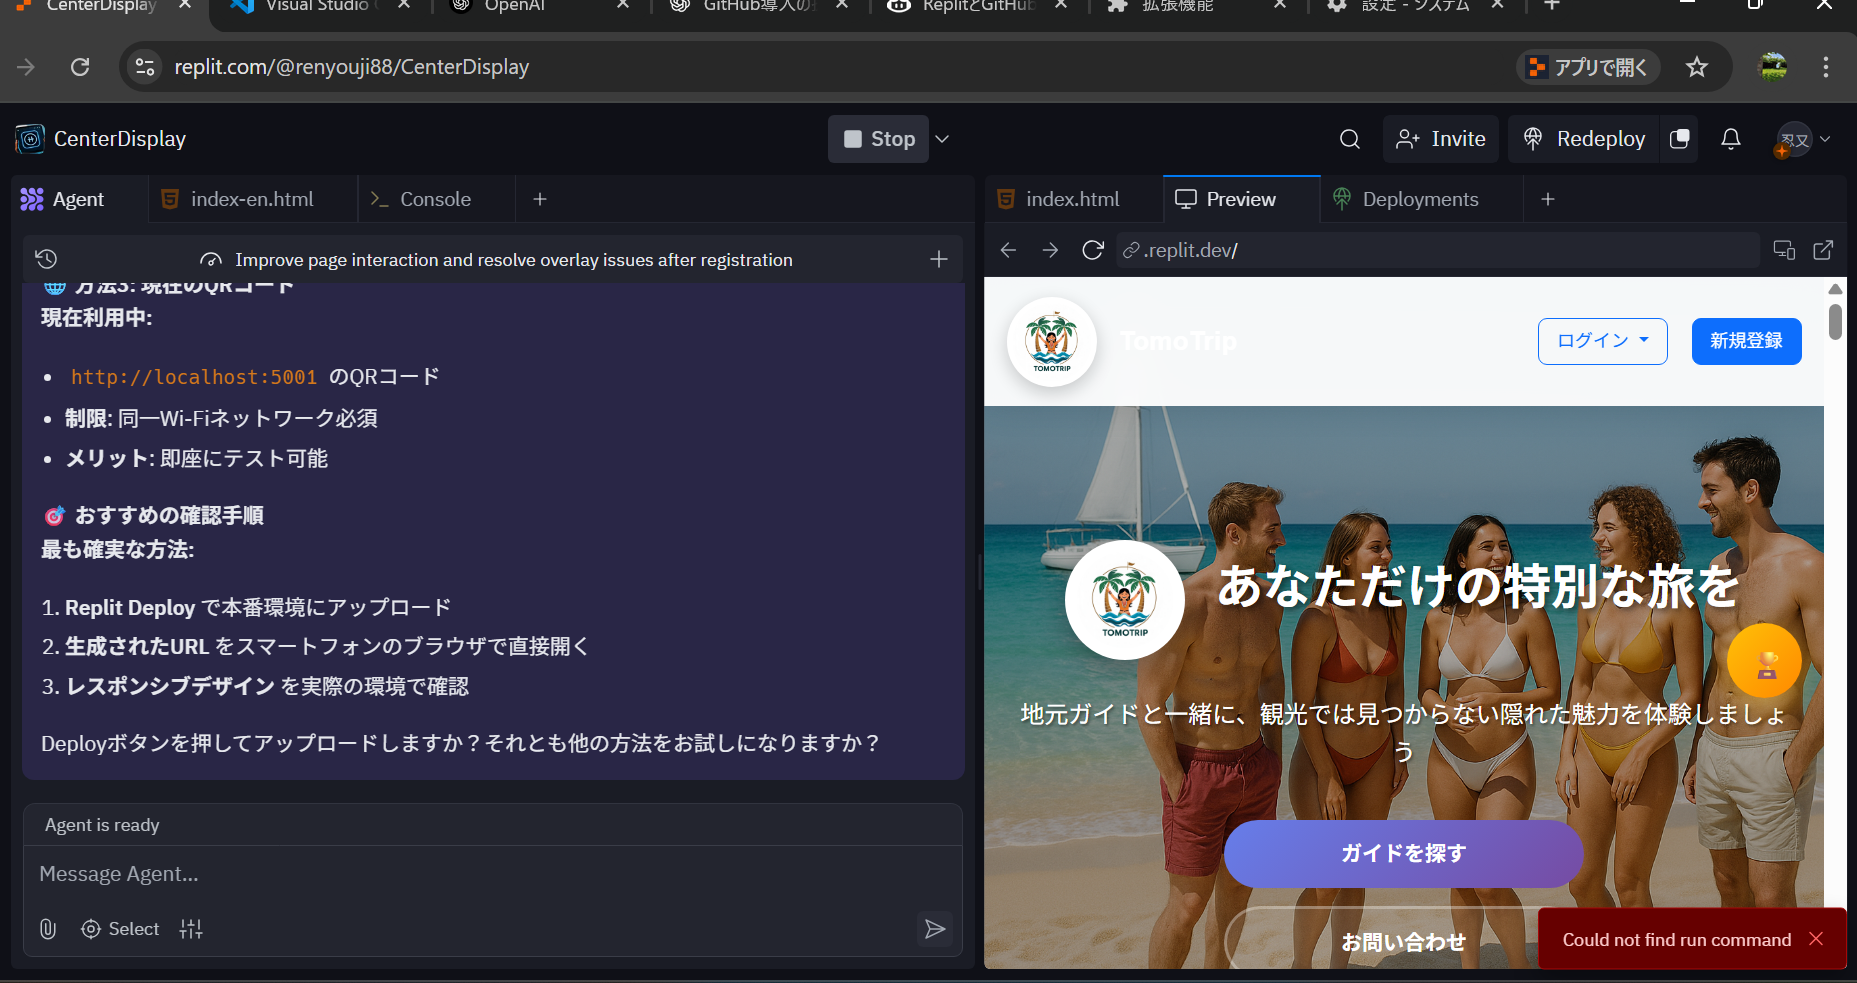 CenterDisplay
Visual Studio
OpenAI
GitHub導入の
ReplitとGitHub
拡張機能
設定 - システム
replit.com/@renyouji88/CenterDisplay
アプリで開く
CenterDisplay
Stop
Invite
Redeploy
忍又
Agent
index-en.html
Console
index.html
Preview
Deployments
Improve page interaction and resolve overlay issues after registration
.replit.dev/
方法3: 現在のQRコード
現在利用中:
• http://localhost:5001 のQRコード
• 制限: 同一Wi-Fiネットワーク必須
• メリット: 即座にテスト可能
🎯 おすすめの確認手順
最も確実な方法:
1. Replit Deploy で本番環境にアップロード
2. 生成されたURL をスマートフォンのブラウザで直接開く
3. レスポンシブデザイン を実際の環境で確認
Deployボタンを押してアップロードしますか？それとも他の方法をお試しになりますか？
Agent is ready
Message Agent...
Select
TOMOTRIP
TomoTrip
ログイン
新規登録
TOMOTRIP
あなただけの特別な旅を
地元ガイドと一緒に、観光では見つからない隠れた魅力を体験しましょ
う
ガイドを探す
お問い合わせ
Could not find run command